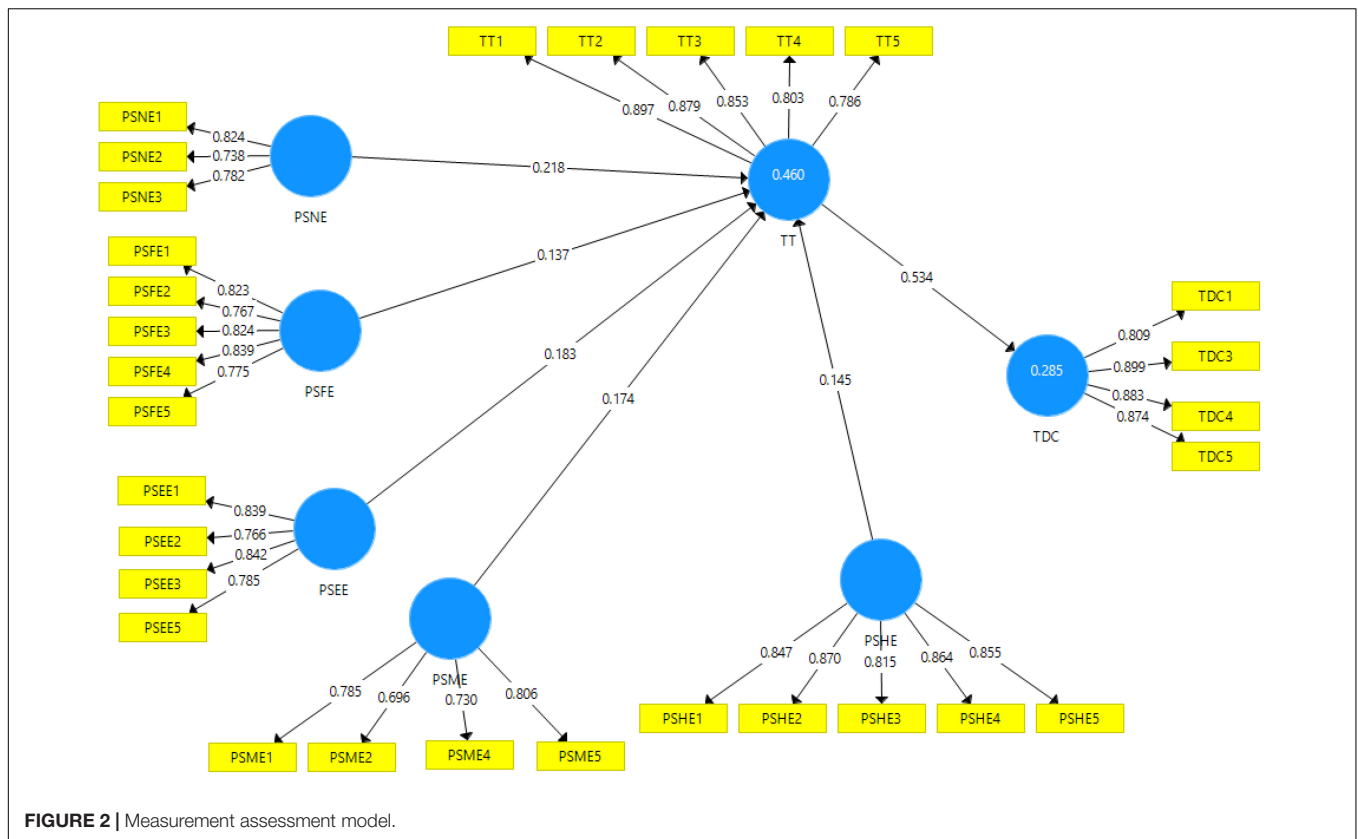 TT1 TT2 TT3 TT4 TT5
0.897 0.879 0.853 0.803 0.786
PSNE1
PSNE2
PSNE3
0.824
0.738
0.782
PSNE
0.218
0.460
TT
PSFE1
PSFE2
PSFE3
PSFE4
PSFE5
0.823
0.767
0.824
0.839
0.775
PSFE
0.137
0.534
TDC1
TDC3
TDC4
TDC5
0.809
0.899
0.883
0.874
0.285
TDC
0.183
0.174
0.145
PSEE1
PSEE2
PSEE3
PSEE5
0.839
0.766
0.842
0.785
PSEE
PSME
0.785 0.696 0.730 0.806
PSME1 PSME2 PSME4 PSME5
PSHE
0.847 0.870 0.815 0.864 0.855
PSHE1 PSHE2 PSHE3 PSHE4 PSHE5
FIGURE 2 | Measurement assessment model.